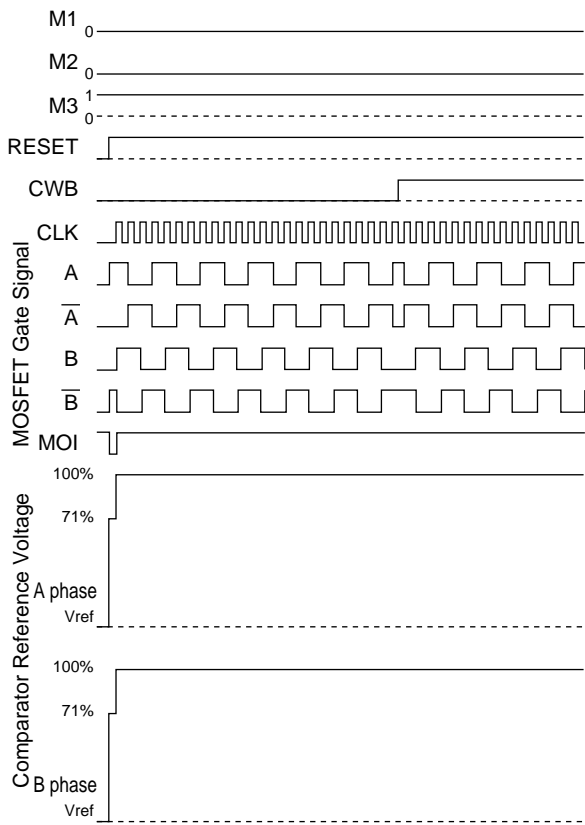 M1
0
M2
0
M3
1
0
RESET
CWB
CLK
MOSFET Gate Signal
A
A̅
B
B̅
MOI
Comparator Reference Voltage
100%
71%
A phase
Vref
100%
71%
B phase
Vref